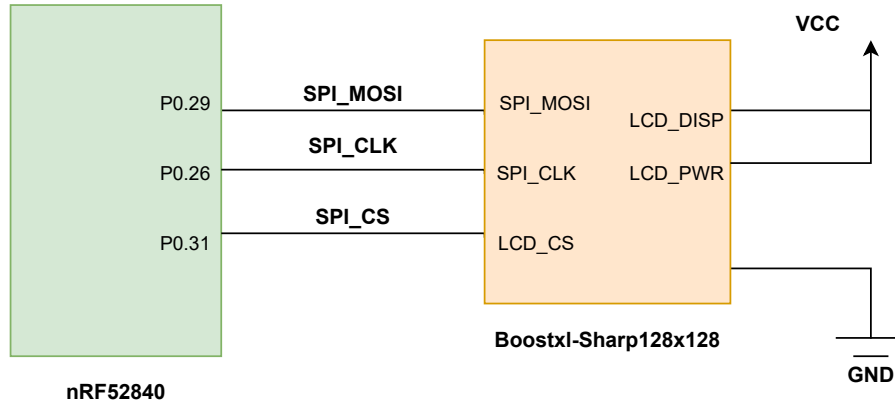 VCC
SPI_MOSI
P0.29
SPI_MOSI
LCD_DISP
SPI_CLK
P0.26
SPI_CLK
LCD_PWR
SPI_CS
P0.31
LCD_CS
Boostxl-Sharp128x128
GND
nRF52840